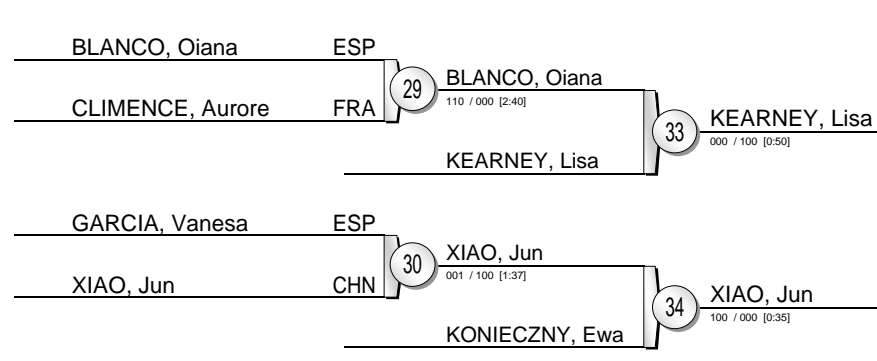 BLANCO, Oiana ESP
CLIMENCE, Aurore FRA
29
BLANCO, Oiana
110 / 000 [2:40]
KEARNEY, Lisa
33
KEARNEY, Lisa
000 / 100 [0:50]
GARCIA, Vanesa ESP
XIAO, Jun CHN
30
XIAO, Jun
001 / 100 [1:37]
KONIECZNY, Ewa
34
XIAO, Jun
100 / 000 [0:35]